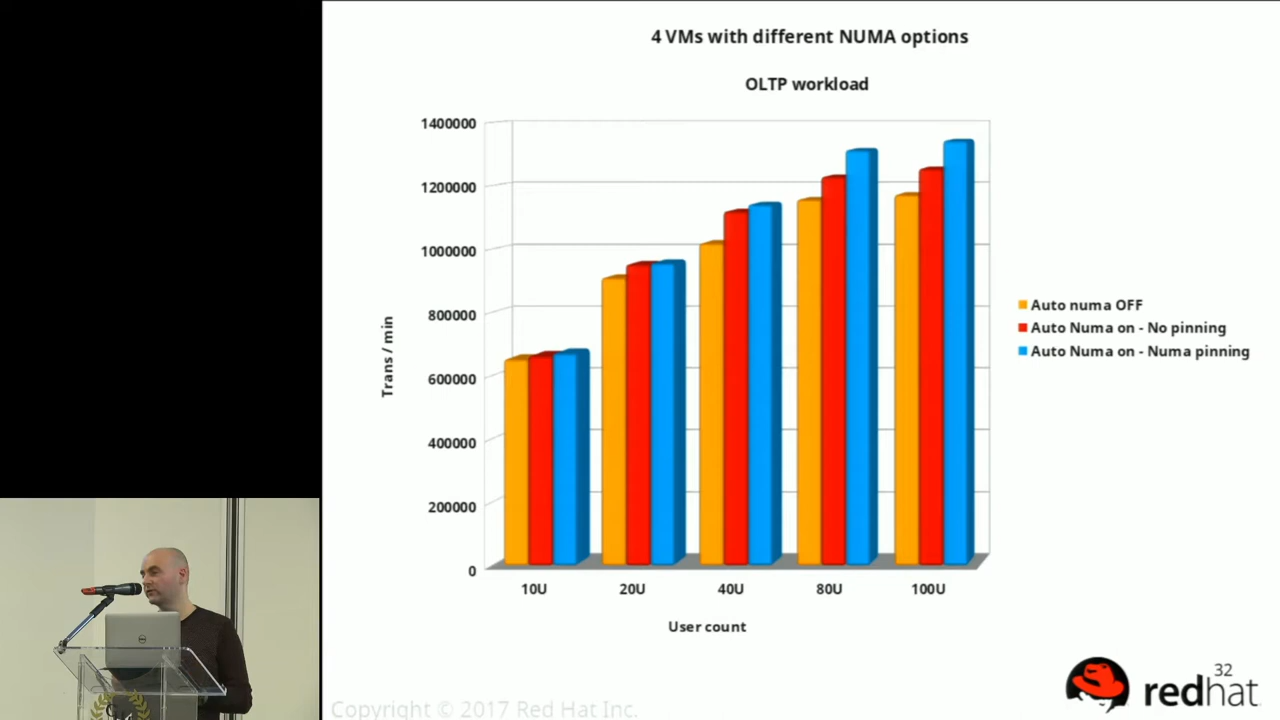 4 VMs with different NUMA options
OLTP workload
1400000
1200000
1000000
800000
600000
400000
200000
0
Trans / min
10U
20U
40U
80U
100U
User count
Auto numa OFF
Auto Numa on - No pinning
Auto Numa on - Numa pinning
32
redhat
Copyright © 2017 Red Hat Inc.